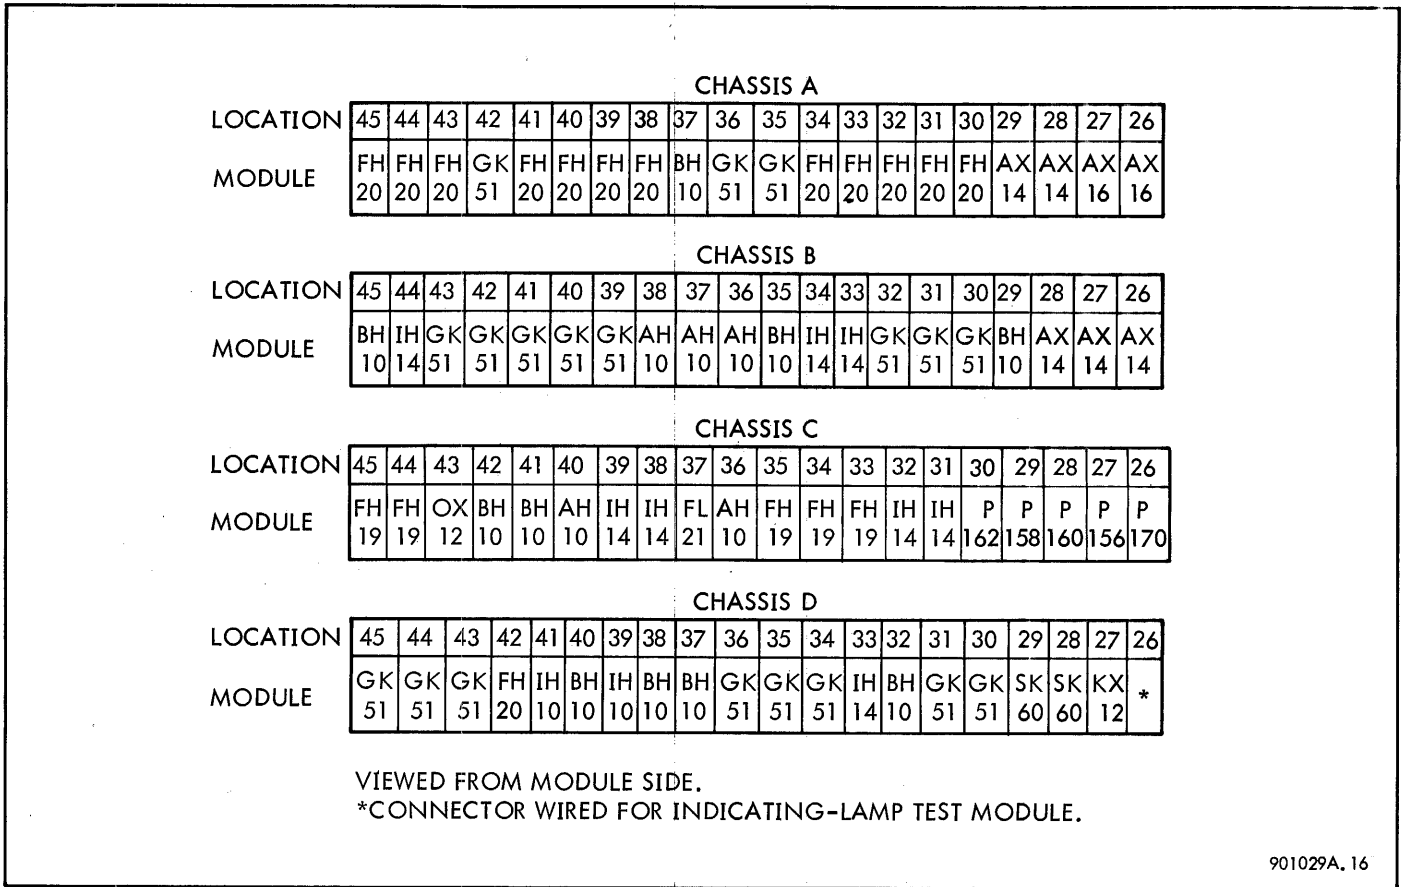 CHASSIS A
LOCATION 45 44 43 42 41 40 39 38 37 36 35 34 33 32 31 30 29 28 27 26
MODULE FH FH FH GK FH FH FH FH BH GK GK FH FH FH FH FH AX AX AX AX
20 20 20 51 20 20 20 20 10 51 51 20 20 20 20 20 14 14 16 16
CHASSIS B
LOCATION 45 44 43 42 41 40 39 38 37 36 35 34 33 32 31 30 29 28 27 26
MODULE BH IH GK GK GK GK GK AH AH AH BH IH IH GK GK GK BH AX AX AX
10 14 51 51 51 51 51 10 10 10 10 14 14 51 51 51 10 14 14 14
CHASSIS C
LOCATION 45 44 43 42 41 40 39 38 37 36 35 34 33 32 31 30 29 28 27 26
MODULE FH FH OX BH BH AH IH IH FL AH FH FH FH IH IH P P P P P
19 19 12 10 10 10 14 14 21 10 19 19 19 14 14 162 158 160 156 170
CHASSIS D
LOCATION 45 44 43 42 41 40 39 38 37 36 35 34 33 32 31 30 29 28 27 26
MODULE GK GK GK FH IH BH IH BH BH GK GK GK IH BH GK GK SK SK KX *
51 51 51 20 10 10 10 10 10 51 51 51 14 10 51 51 60 60 12
VIEWED FROM MODULE SIDE.
*CONNECTOR WIRED FOR INDICATING-LAMP TEST MODULE.
901029A.16